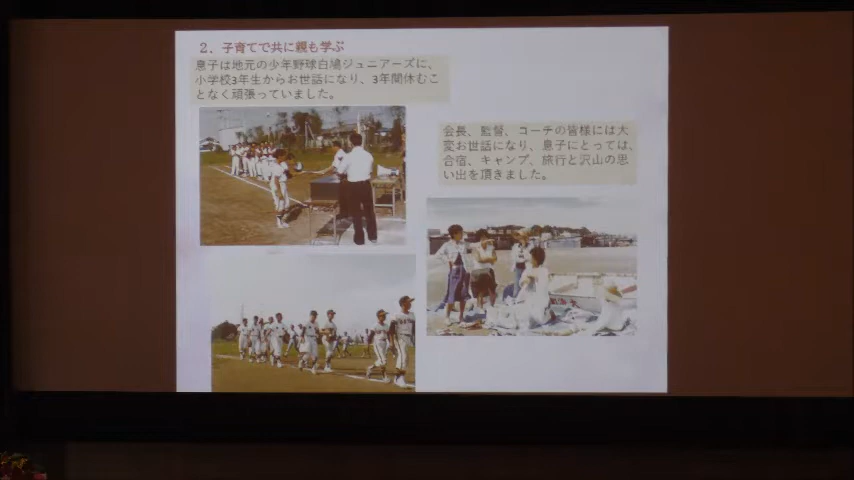 2．子育てで共に親も学ぶ
息子は地元の少年野球白鳩ジュニアーズに、
小学校3年生からお世話になり、3年間休むこ
となく頑張っていました。
会長、監督、コーチの皆様には大
変お世話になり、息子にとっては、
合宿、キャンプ、旅行と沢山の思
い出を頂きました。